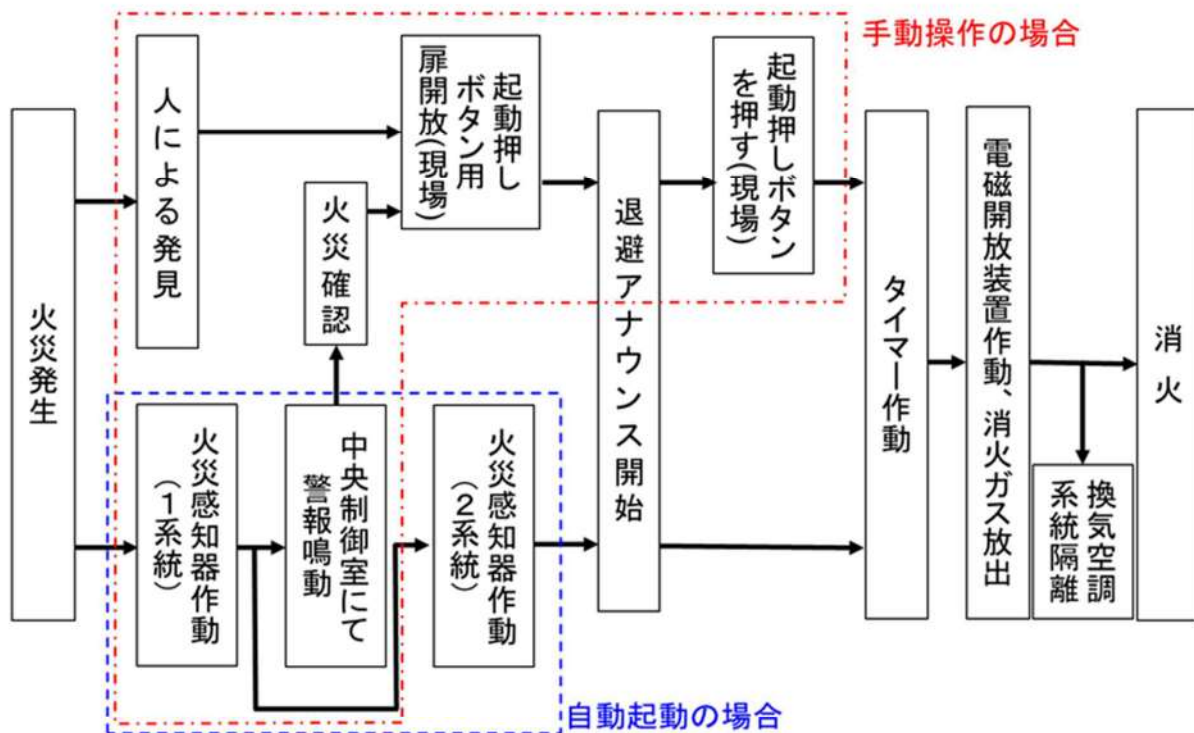 手動操作の場合
火災発生
人による発見
起動押し
ボタン用
扉開放(現場)
火災確認
火災感知器作動
(1系統)
中央制御室にて
警報鳴動
火災感知器作動
(2系統)
退避アナウンス開始
起動押しボタン
を押す(現場)
タイマー作動
電磁開放装置作動、消火ガス放出
換気空調
系統隔離
消火
自動起動の場合